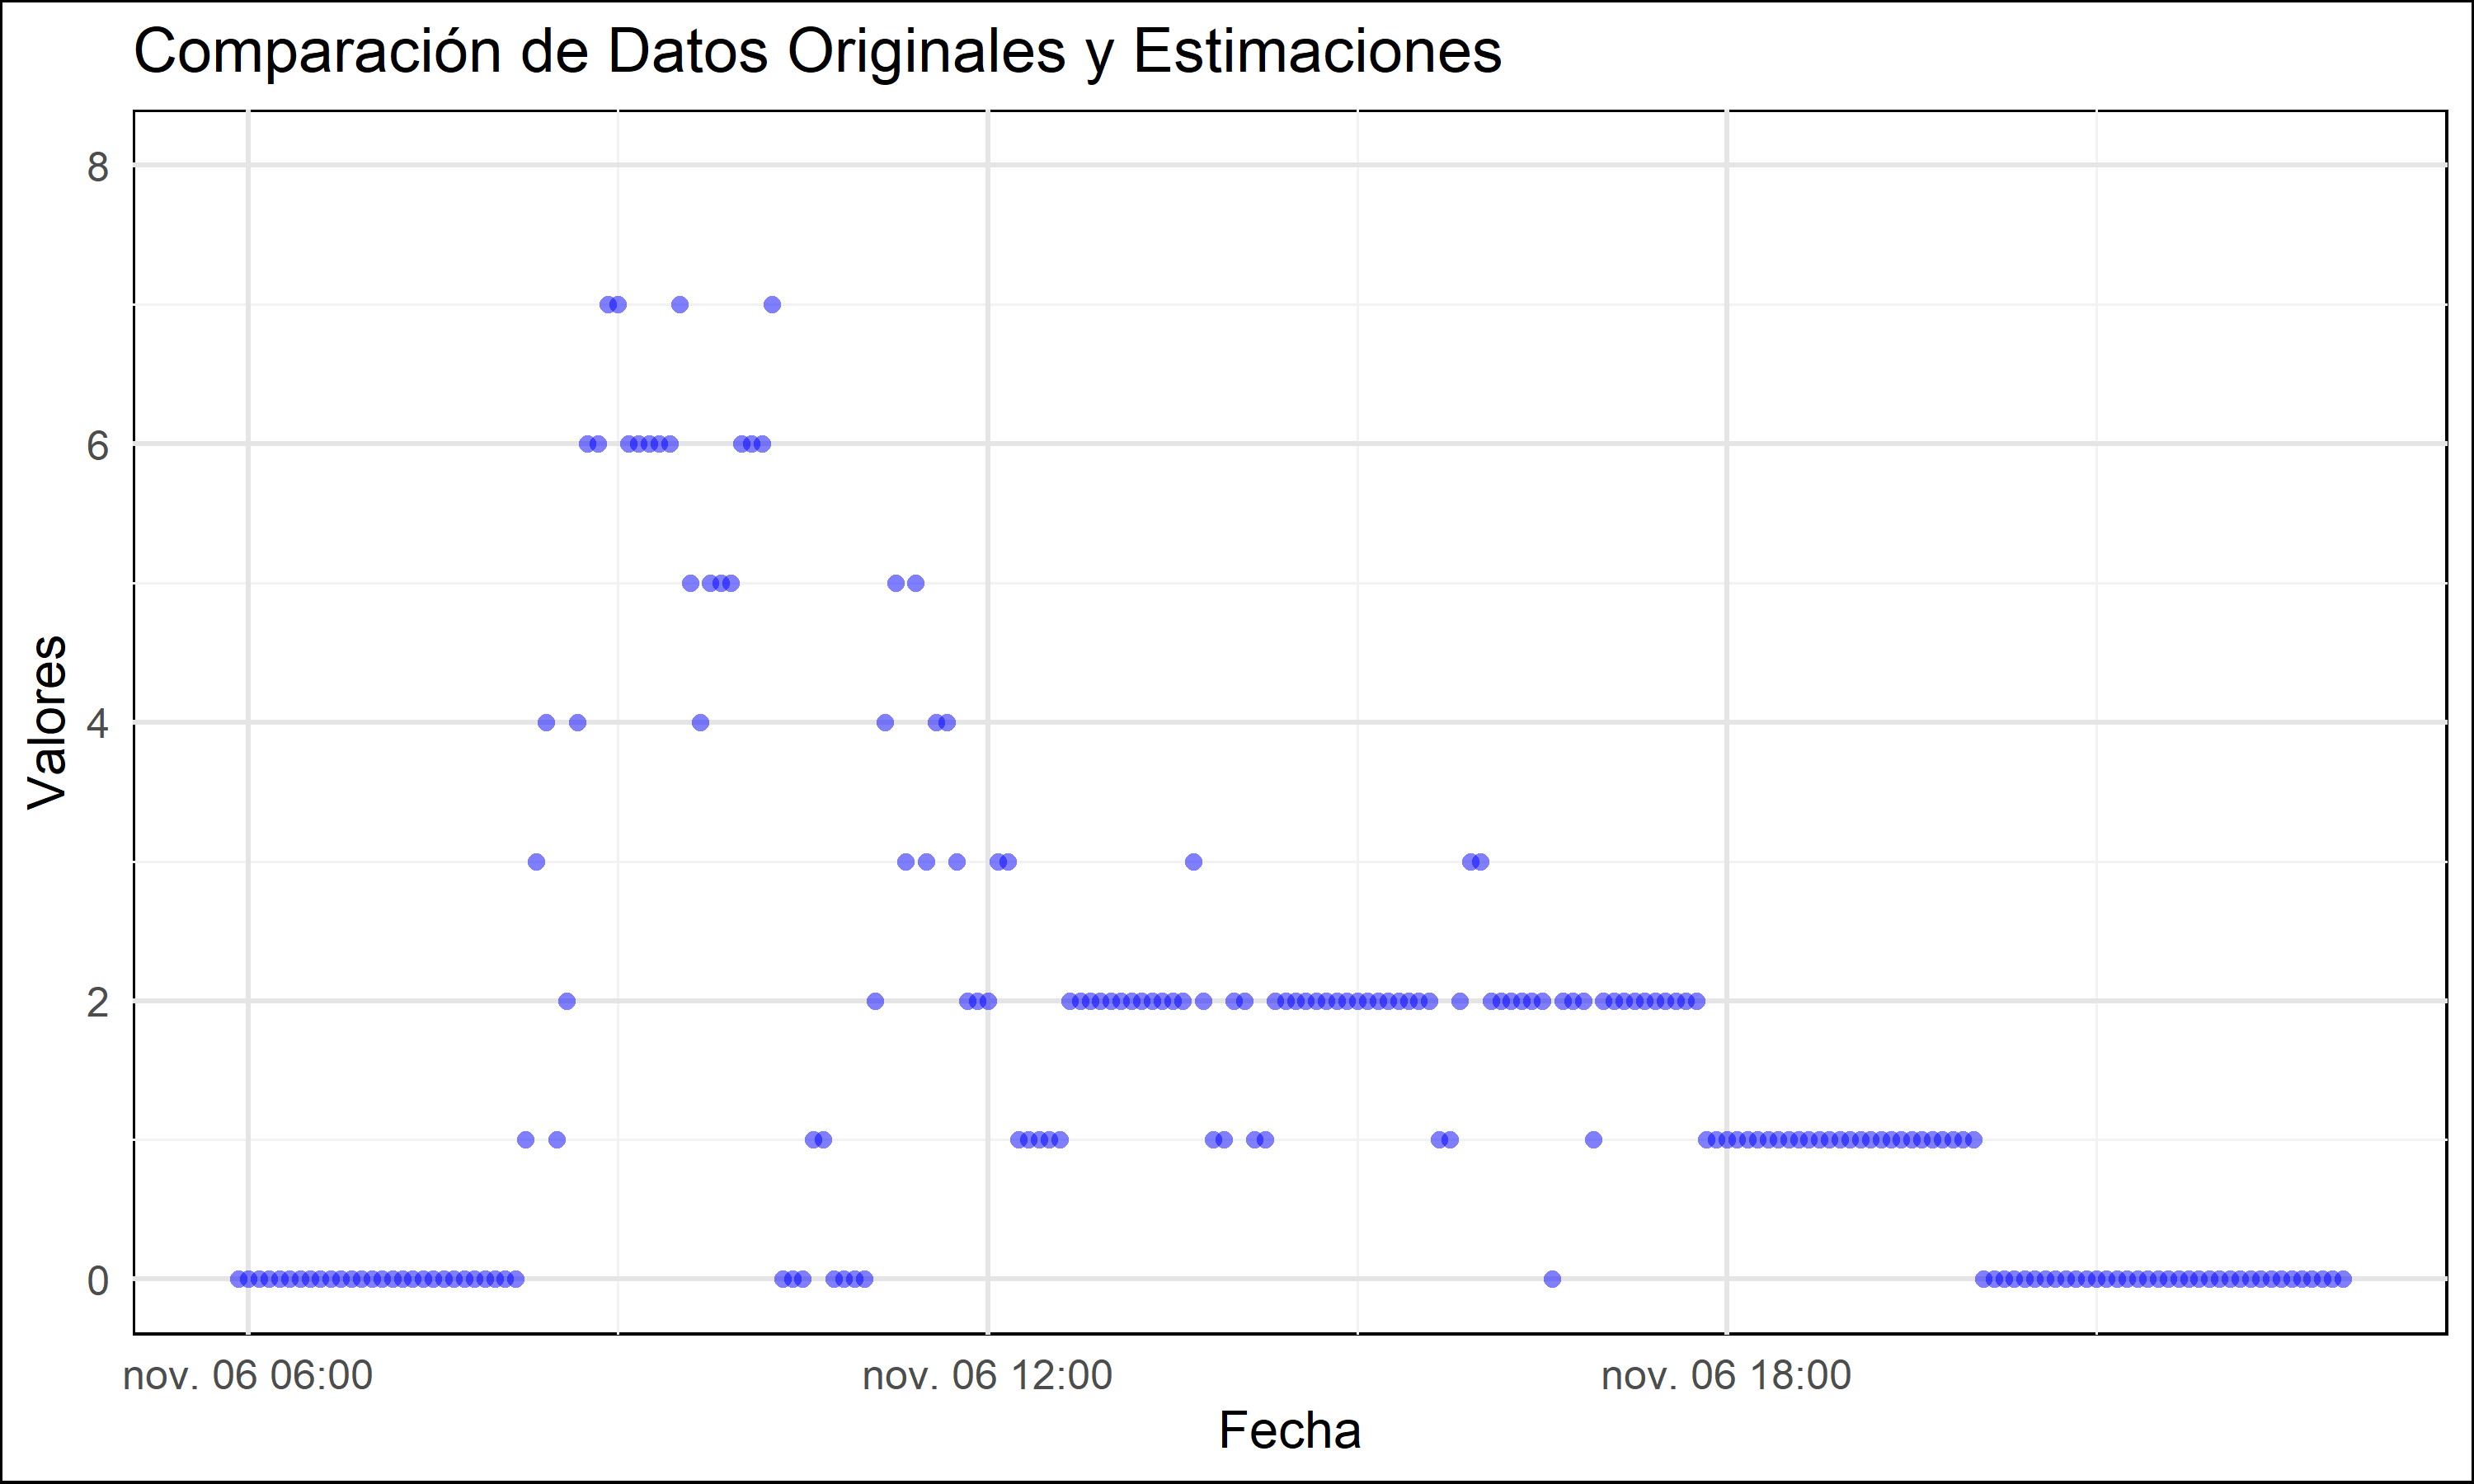 Comparación de Datos Originales y Estimaciones
8
6
4
2
0
Valores
nov. 06 06:00
nov. 06 12:00
nov. 06 18:00
Fecha